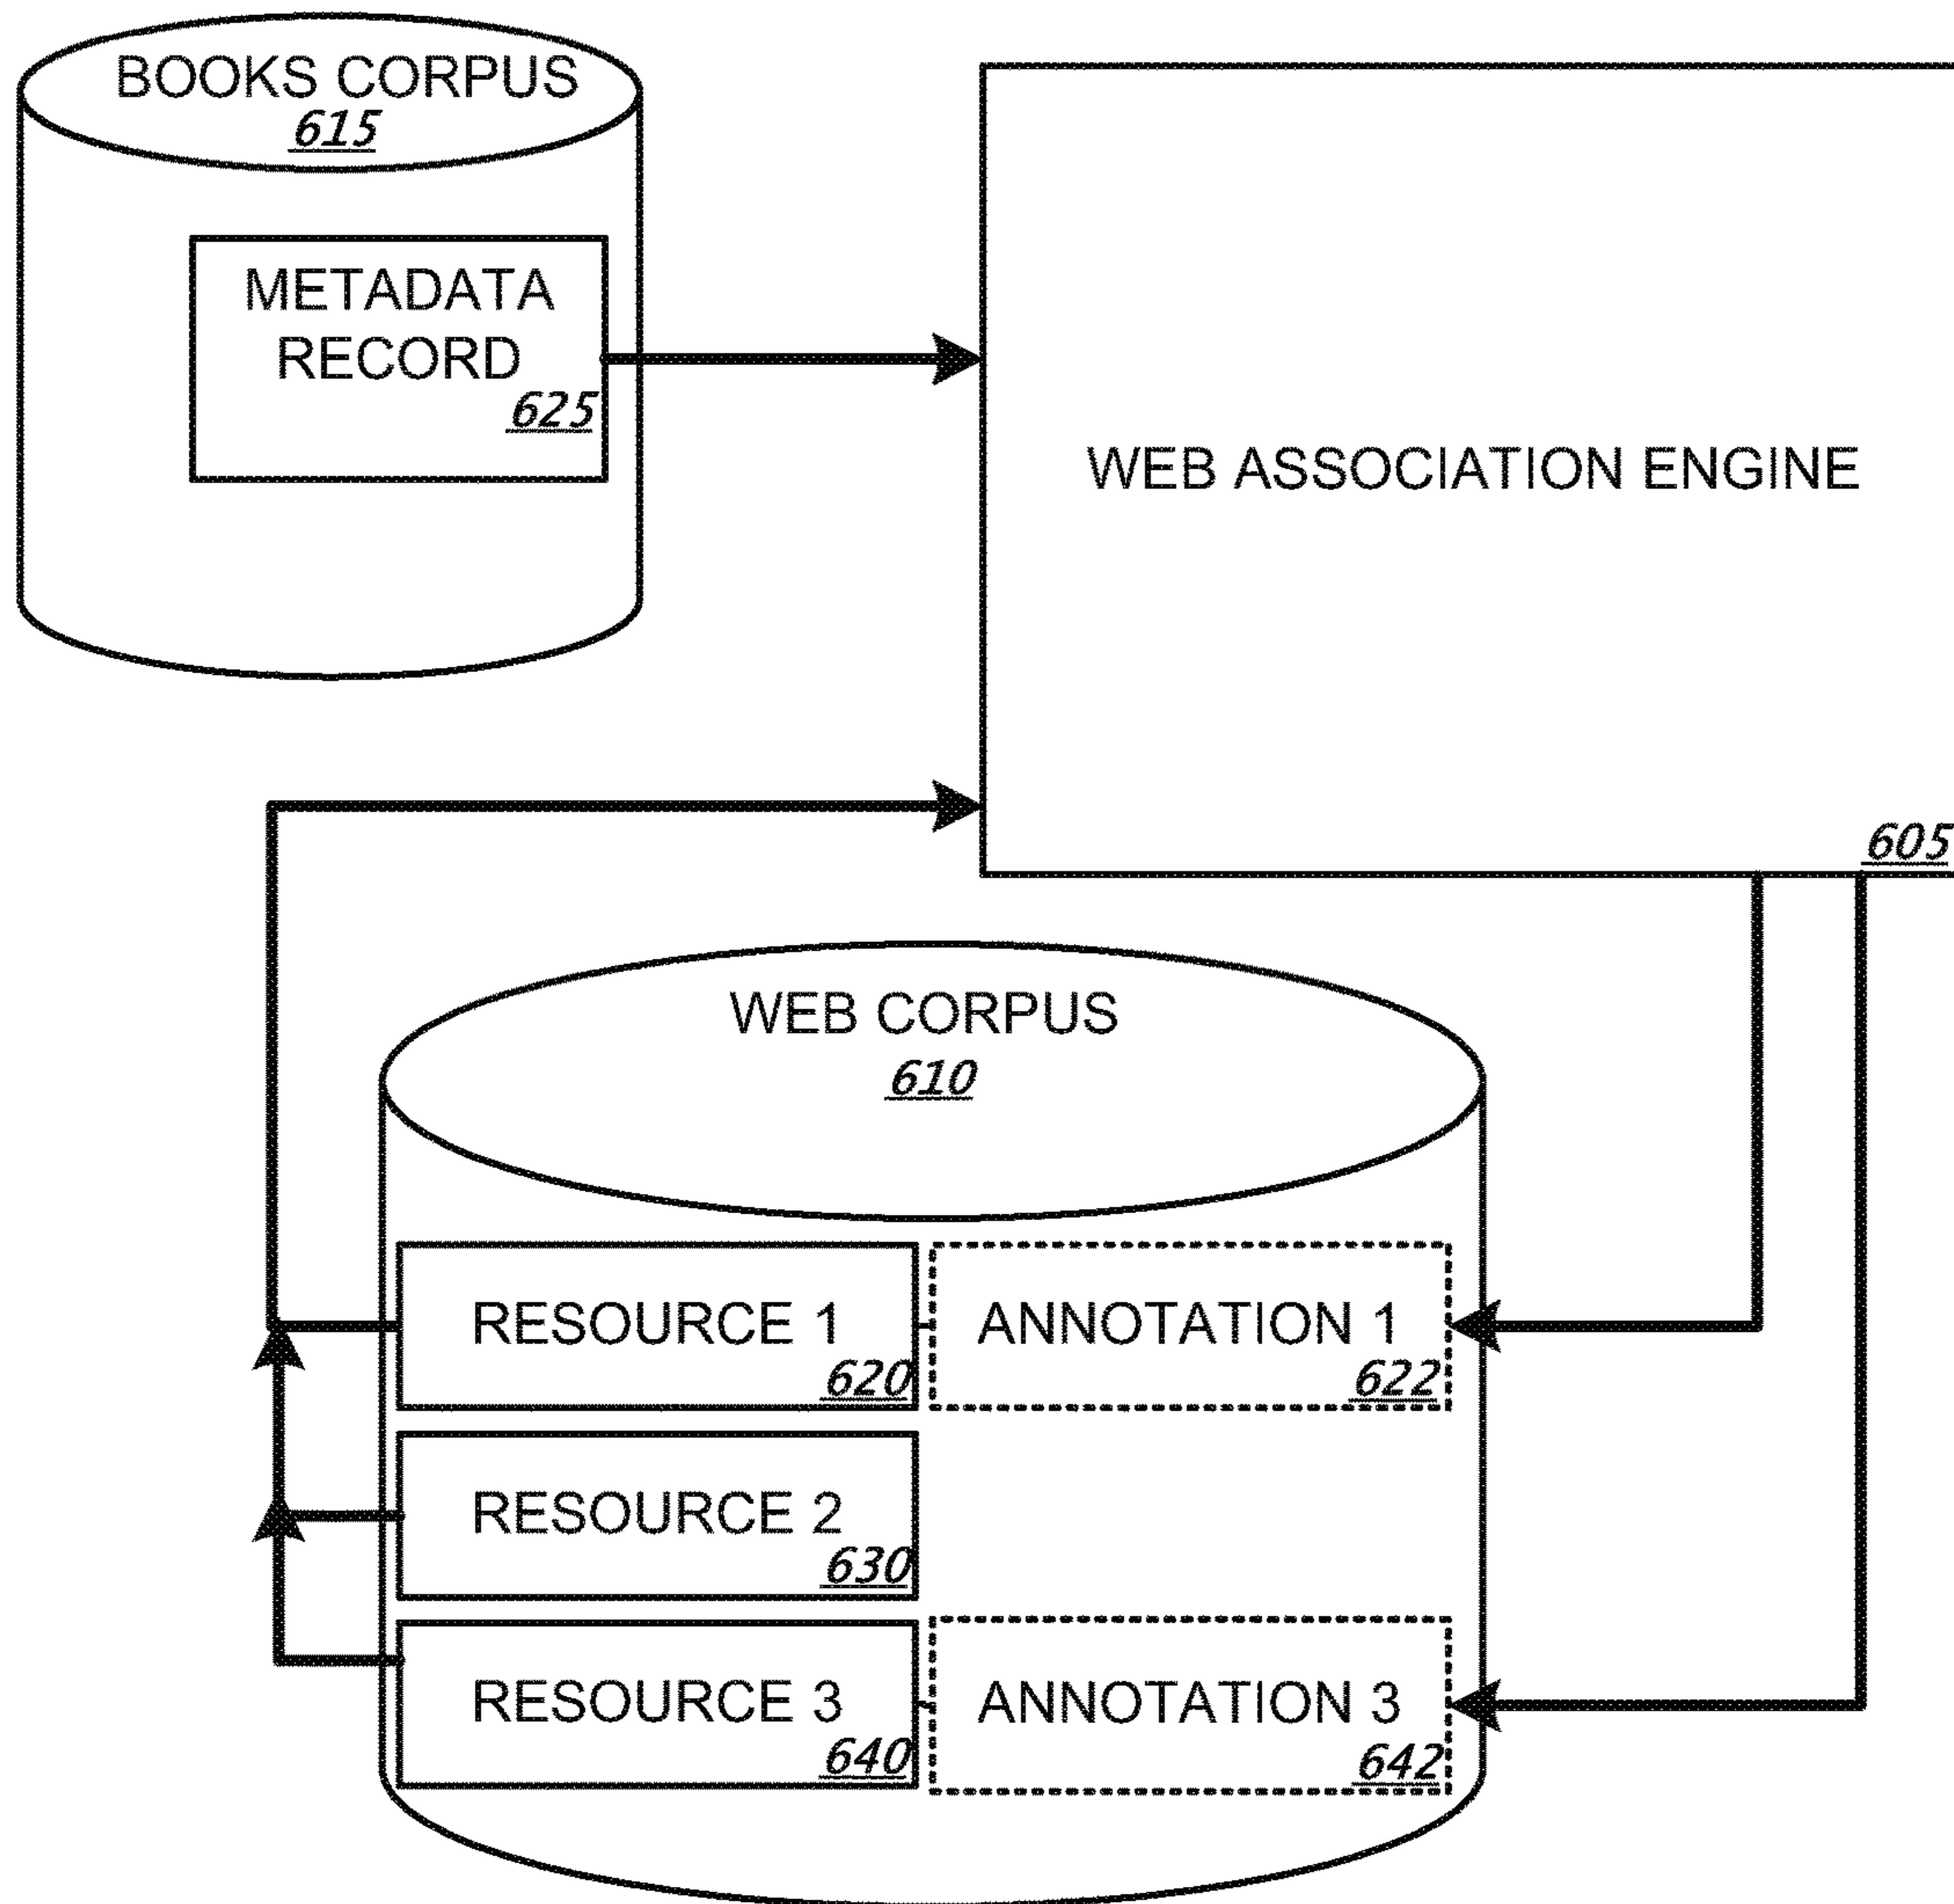 BOOKS CORPUS
615
METADATA
RECORD
625
WEB ASSOCIATION ENGINE
605
WEB CORPUS
610
RESOURCE 1
620
ANNOTATION 1
622
RESOURCE 2
630
RESOURCE 3
640
ANNOTATION 3
642